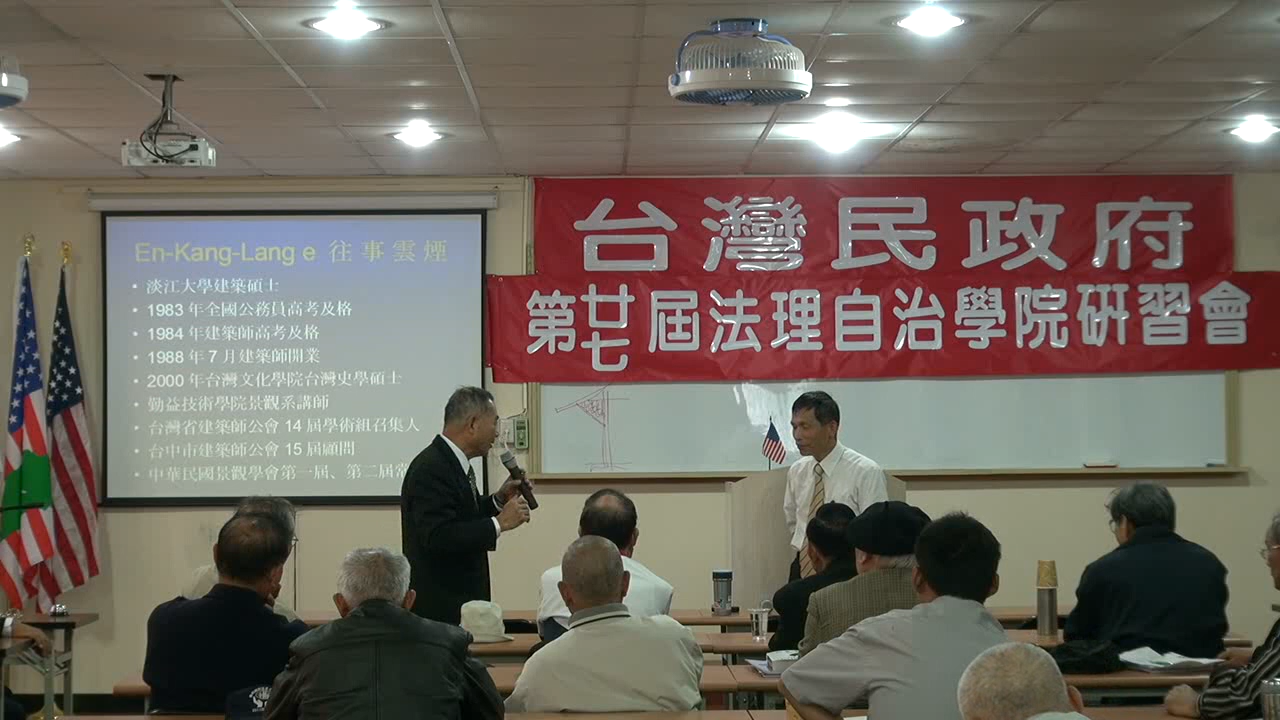 En-Kang-Lang e 往事雲煙
淡江大學建築碩士
1983 年全國公務員高考及格
1984 年建築師高考及格
1988 年 7 月建築師開業
2000 年台灣文化學院台灣史學碩士
勤益技術學院景觀系講師
台灣省建築師公會 14 屆學術組召集人
台中市建築師公會 15 屆顧問
中華民國景觀學會第一屆、第二屆常
台灣民政府
第廿七屆法理自治學院研習會